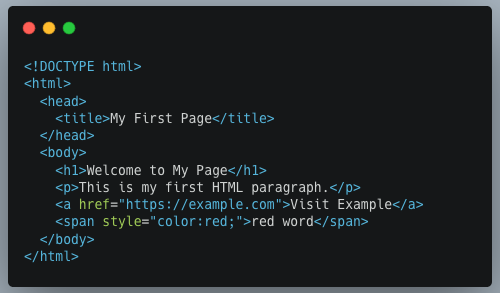 <!DOCTYPE html>
<html>
  <head>
    <title>My First Page</title>
  </head>
  <body>
    <h1>Welcome to My Page</h1>
    <p>This is my first HTML paragraph.</p>
    <a href="https://example.com">Visit Example</a>
    <span style="color:red;">red word</span>
  </body>
</html>